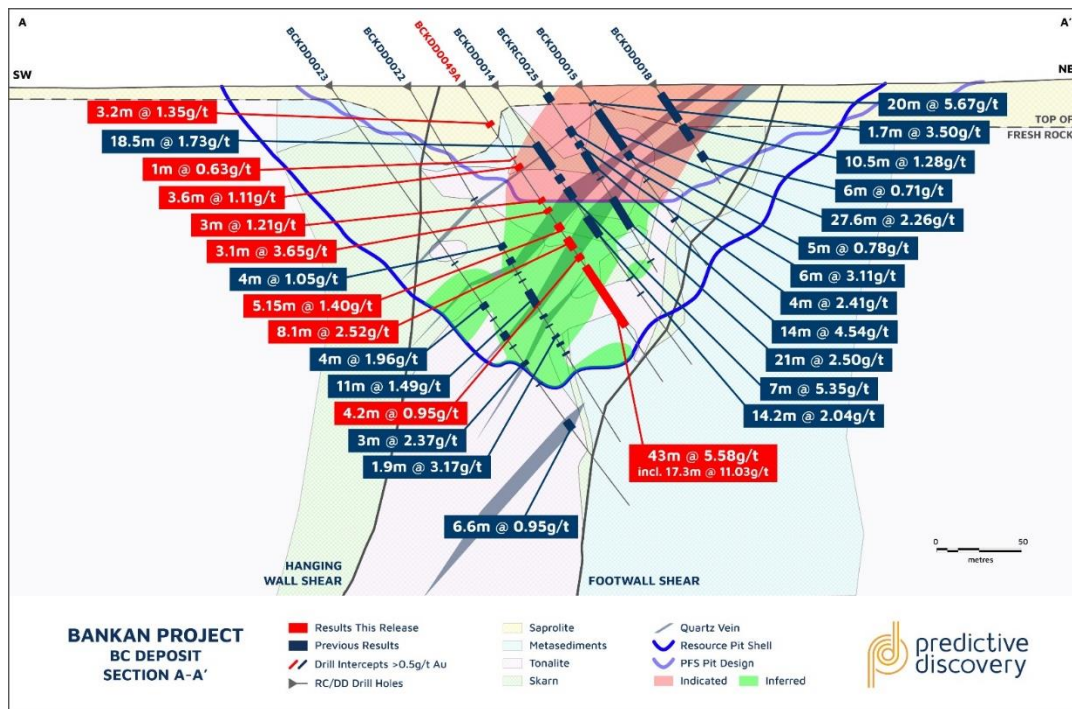 A
A'
SW
NE
BCKDD0023
BCKDD0022
BCKDD0049A
BCKDD0014
BCKRC0025
BCKDD0015
BCKDD0018
TOP OF
FRESH ROCK
3.2m @ 1.35g/t
18.5m @ 1.73g/t
1m @ 0.63g/t
3.6m @ 1.11g/t
3m @ 1.21g/t
3.1m @ 3.65g/t
4m @ 1.05g/t
5.15m @ 1.40g/t
8.1m @ 2.52g/t
4m @ 1.96g/t
11m @ 1.49g/t
4.2m @ 0.95g/t
3m @ 2.37g/t
1.9m @ 3.17g/t
6.6m @ 0.95g/t
20m @ 5.67g/t
1.7m @ 3.50g/t
10.5m @ 1.28g/t
6m @ 0.71g/t
27.6m @ 2.26g/t
5m @ 0.78g/t
6m @ 3.11g/t
4m @ 2.41g/t
14m @ 4.54g/t
21m @ 2.50g/t
7m @ 5.35g/t
14.2m @ 2.04g/t
43m @ 5.58g/t
incl. 17.3m @ 11.03g/t
HANGING
WALL SHEAR
FOOTWALL SHEAR
0 50
metres
BANKAN PROJECT
BC DEPOSIT
SECTION A-A'
Results This Release
Previous Results
Drill Intercepts >0.5g/t Au
RC/DD Drill Holes
Saprolite
Metasediments
Tonalite
Skarn
Quartz Vein
Resource Pit Shell
PFS Pit Design
Indicated
Inferred
predictive
discovery